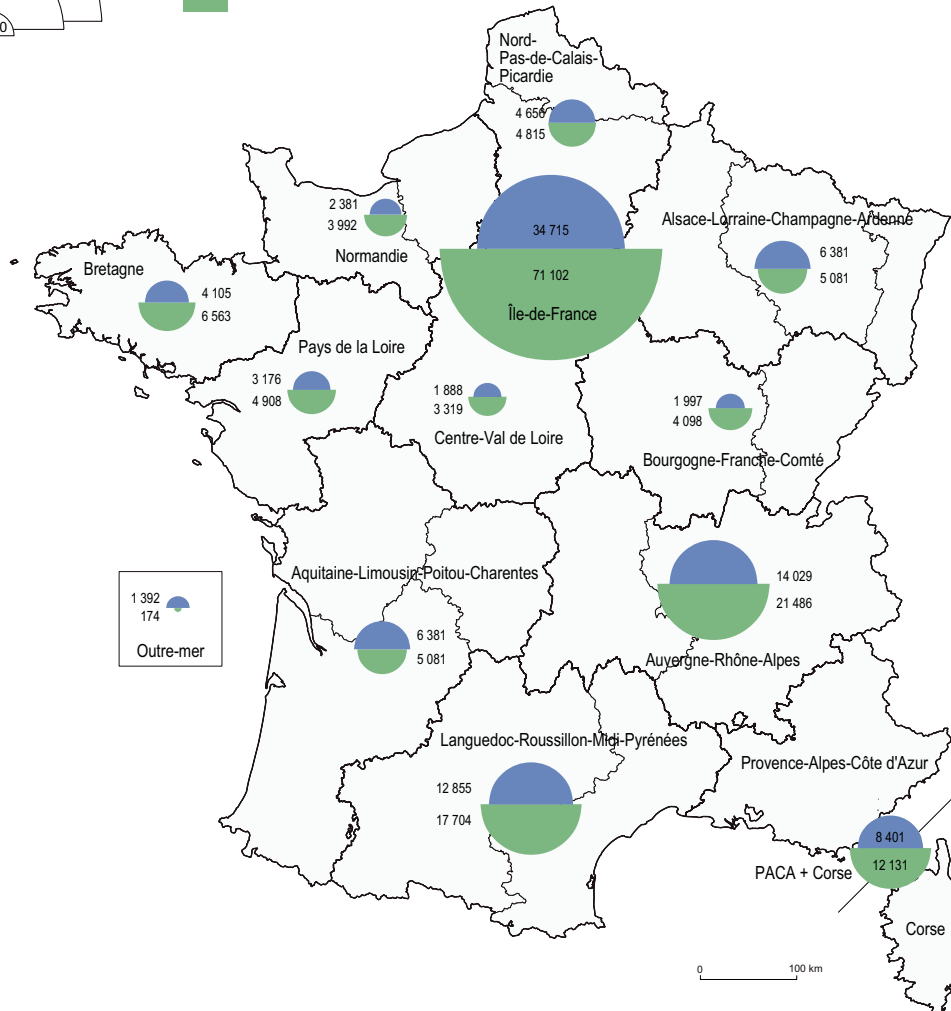 0
Nord-
Pas-de-Calais-
Picardie
4 656
4 815
34 715
71 102
Île-de-France
2 381
3 992
Normandie
Alsace-Lorraine-Champagne-Ardenne
6 381
5 081
Bretagne
4 105
6 563
Pays de la Loire
3 176
4 908
1 888
3 319
Centre-Val de Loire
1 997
4 098
Bourgogne-Franche-Comté
Aquitaine-Limousin-Poitou-Charentes
6 381
5 081
14 029
21 486
Auvergne-Rhône-Alpes
1 392
174
Outre-mer
Languedoc-Roussillon-Midi-Pyrénées
12 855
17 704
Provence-Alpes-Côte d'Azur
8 401
12 131
PACA + Corse
Corse
0 100 km